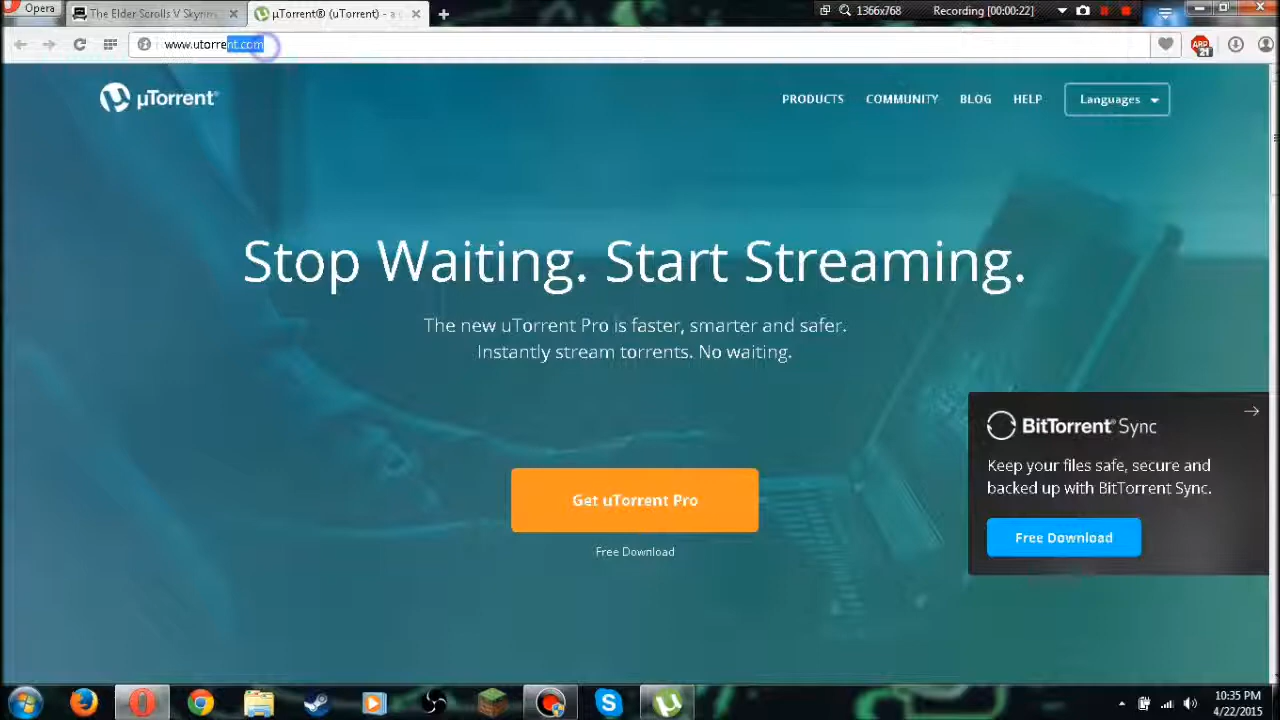 Opera
The Elder Scrolls V Skyrim
µTorrent® (µTorrent) - a
1366x768
Recording [00:00:22]
www.utorrent.com
ABP
21
µTorrent®
PRODUCTS
COMMUNITY
BLOG
HELP
Languages
Stop Waiting. Start Streaming.
The new uTorrent Pro is faster, smarter and safer.
Instantly stream torrents. No waiting.
Get uTorrent Pro
Free Download
BitTorrent® Sync
Keep your files safe, secure and
backed up with BitTorrent Sync.
Free Download
10:35 PM
4/22/2015